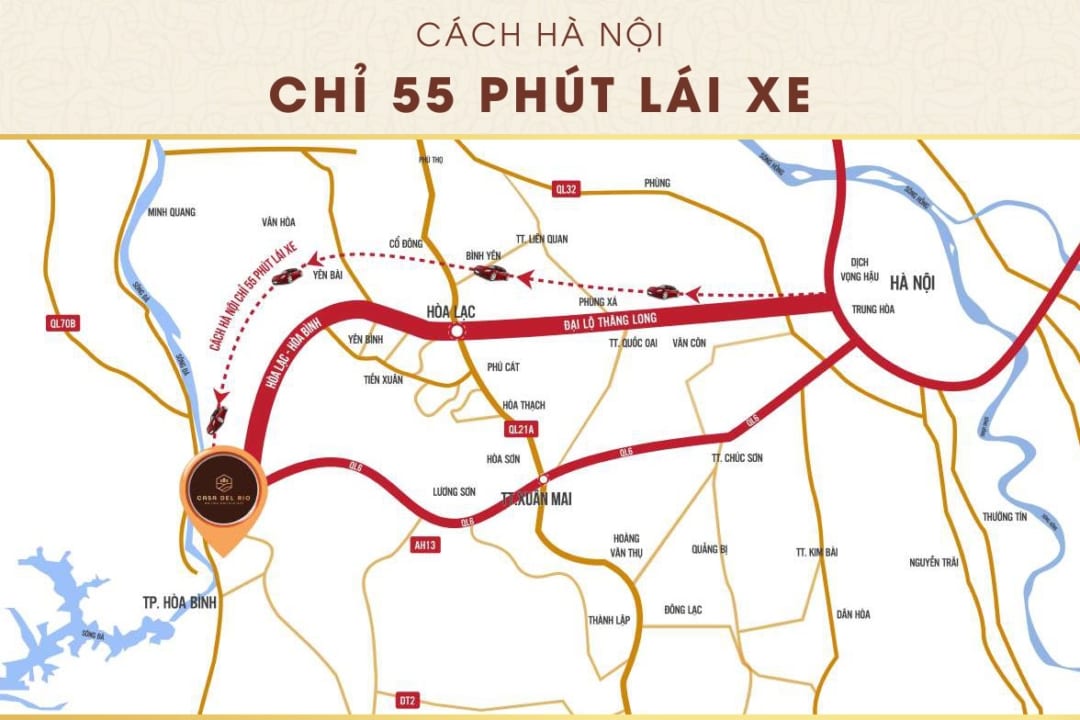 CÁCH HÀ NỘI
CHỈ 55 PHÚT LÁI XE
PHÚ THỌ
SÔNG HỒNG
QL32
PHÙNG
SÔNG HỒNG
MINH QUANG
VÂN HÒA
CỔ ĐÔNG
TT. LIÊN QUAN
BÌNH YÊN
CÁCH HÀ NỘI CHỈ 55 PHÚT LÁI XE
YÊN BÀI
DỊCH
VỌNG HẬU
HÀ NỘI
SÔNG ĐÀ
PHÙNG XÁ
TRUNG HÒA
HÒA LẠC
ĐẠI LỘ THĂNG LONG
QL70B
HÒA LẠC - HÒA BÌNH
YÊN BÌNH
TT. QUỐC OAI
VÂN CÔN
SÔNG ĐÀ
PHÚ CÁT
TIẾN XUÂN
HÒA THẠCH
QL21A
QL6
HÒA SƠN
QL6
TT. CHÚC SƠN
QL6
CASA DEL RIO
LƯƠNG SƠN
TT.XUÂN MAI
QL6
THƯỜNG TÍN
AH13
HOÀNG
VĂN THỤ
QUẢNG BỊ
TT. KIM BÀI
NGUYỄN TRÃI
TP. HÒA BÌNH
ĐỒNG LẠC
DÂN HÒA
THÀNH LẬP
SÔNG ĐÀ
DT2